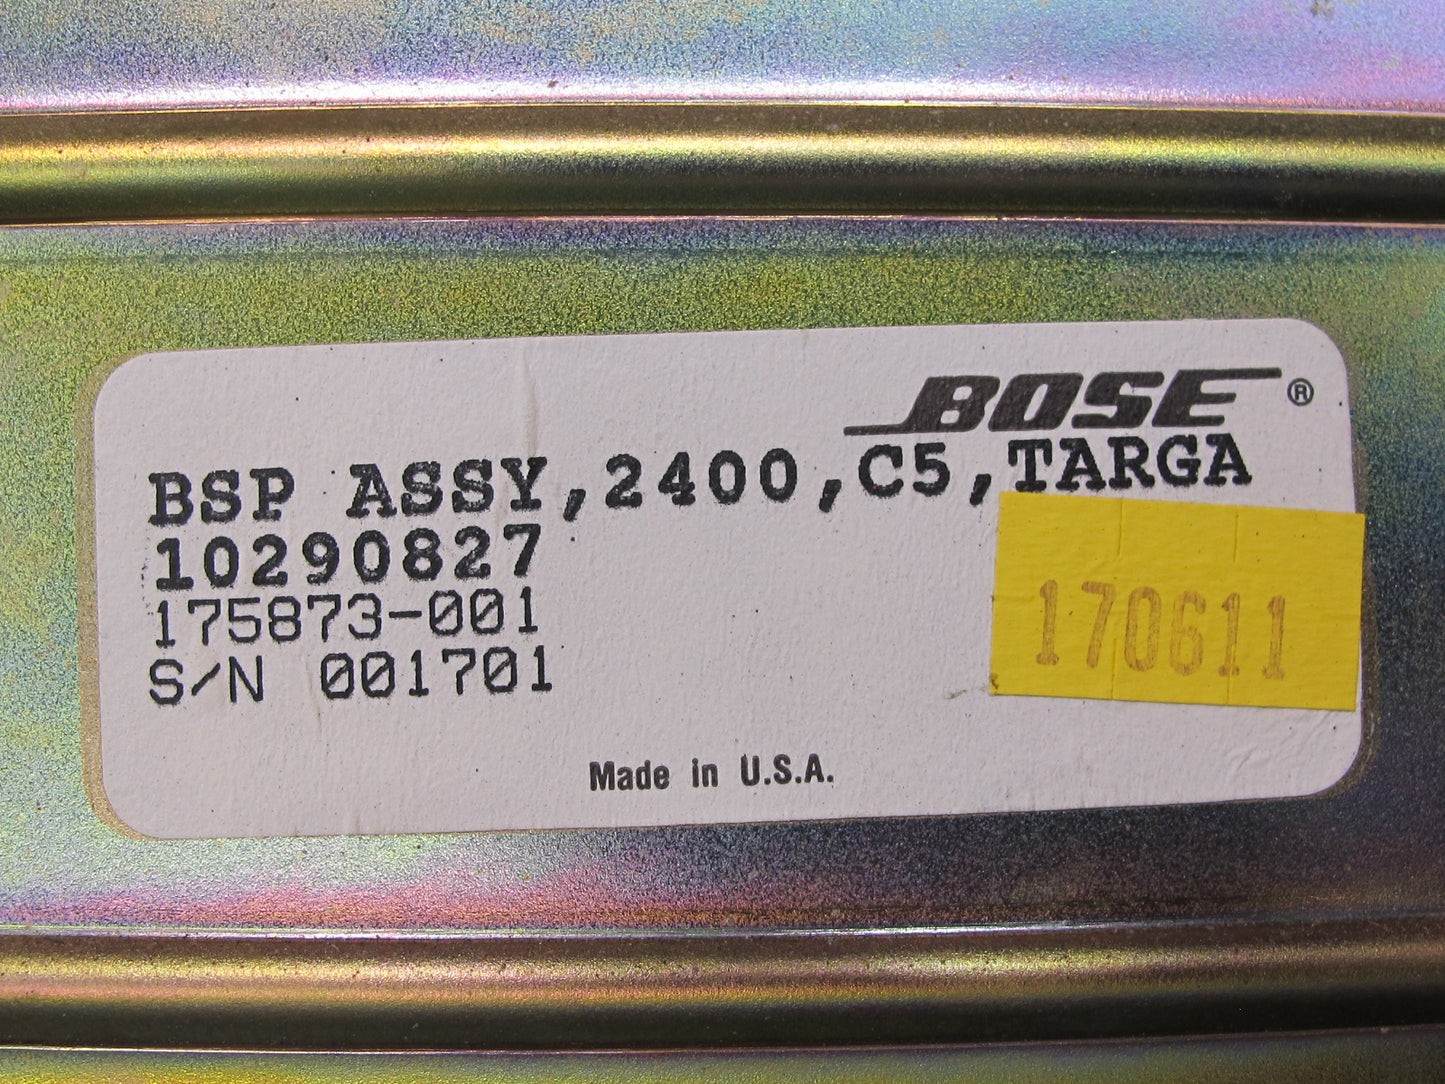 BOSE®
BSP ASSY,2400,C5,TARGA
10290827
175873-001
S/N 001701
170611
Made in U.S.A.